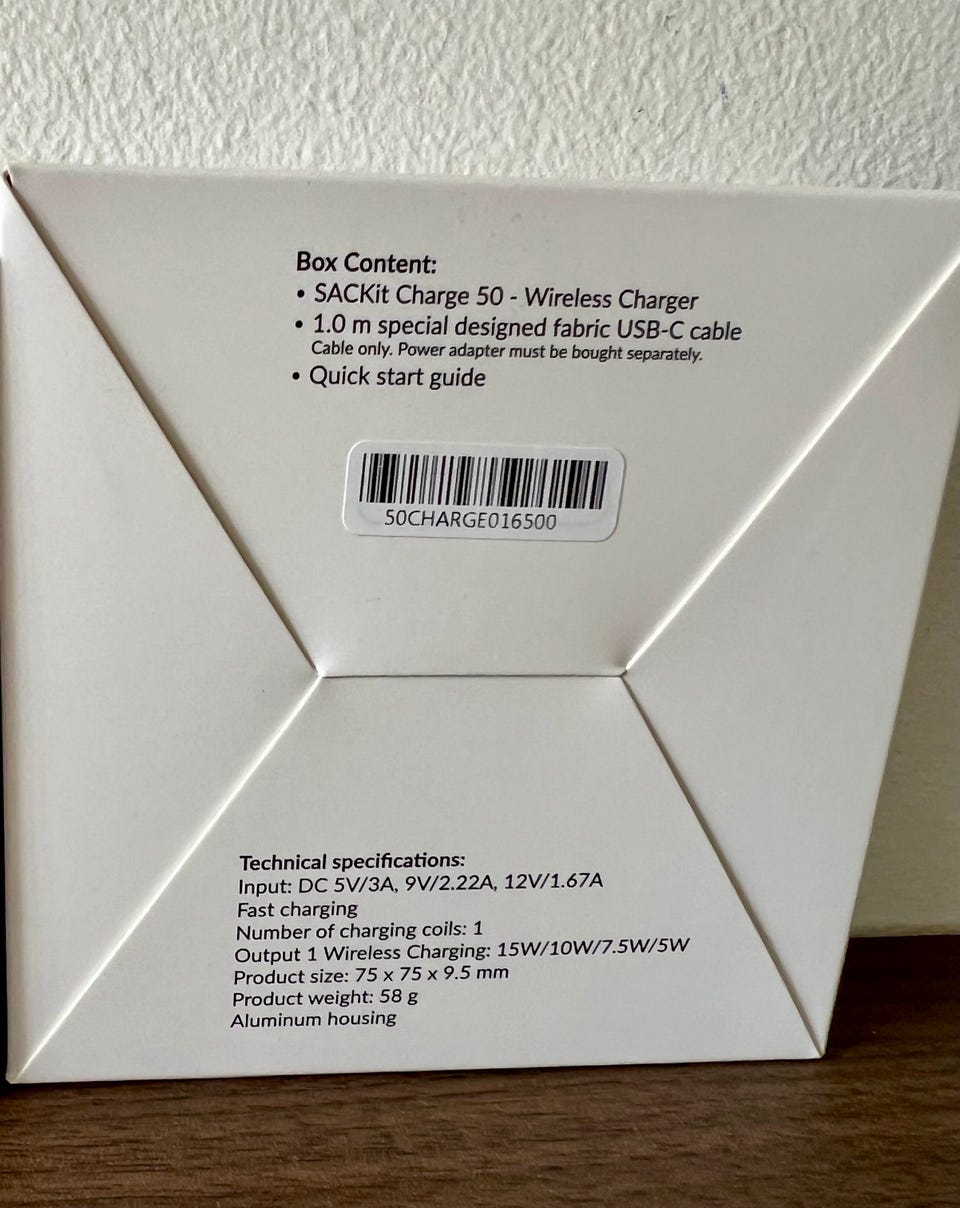 Box Content:
• SACKit Charge 50 - Wireless Charger
• 1.0 m special designed fabric USB-C cable
Cable only. Power adapter must be bought separately.
• Quick start guide
50CHARGE016500
Technical specifications:
Input: DC 5V/3A, 9V/2.22A, 12V/1.67A
Fast charging
Number of charging coils: 1
Output 1 Wireless Charging: 15W/10W/7.5W/5W
Product size: 75 x 75 x 9.5 mm
Product weight: 58 g
Aluminum housing